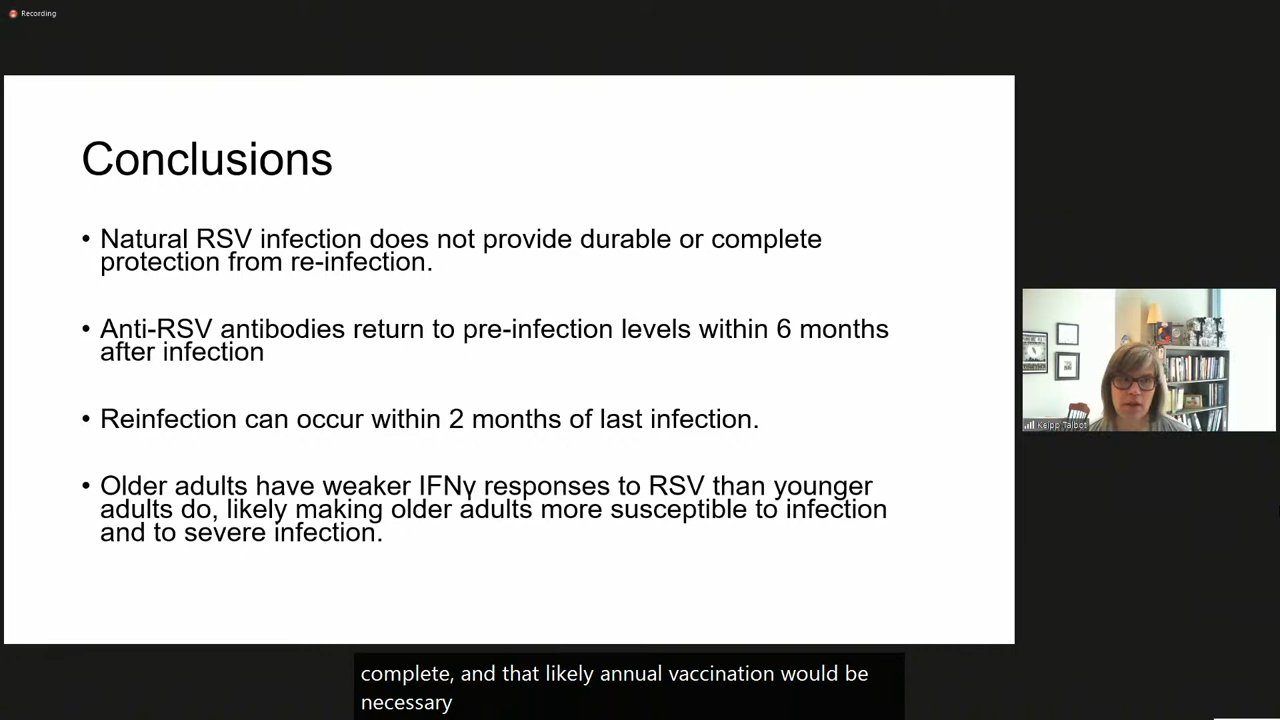 Recording
Conclusions
• Natural RSV infection does not provide durable or complete
protection from re-infection.
• Anti-RSV antibodies return to pre-infection levels within 6 months
after infection
• Reinfection can occur within 2 months of last infection.
• Older adults have weaker IFNγ responses to RSV than younger
adults do, likely making older adults more susceptible to infection
and to severe infection.
Keipp Talbot
complete, and that likely annual vaccination would be
necessary